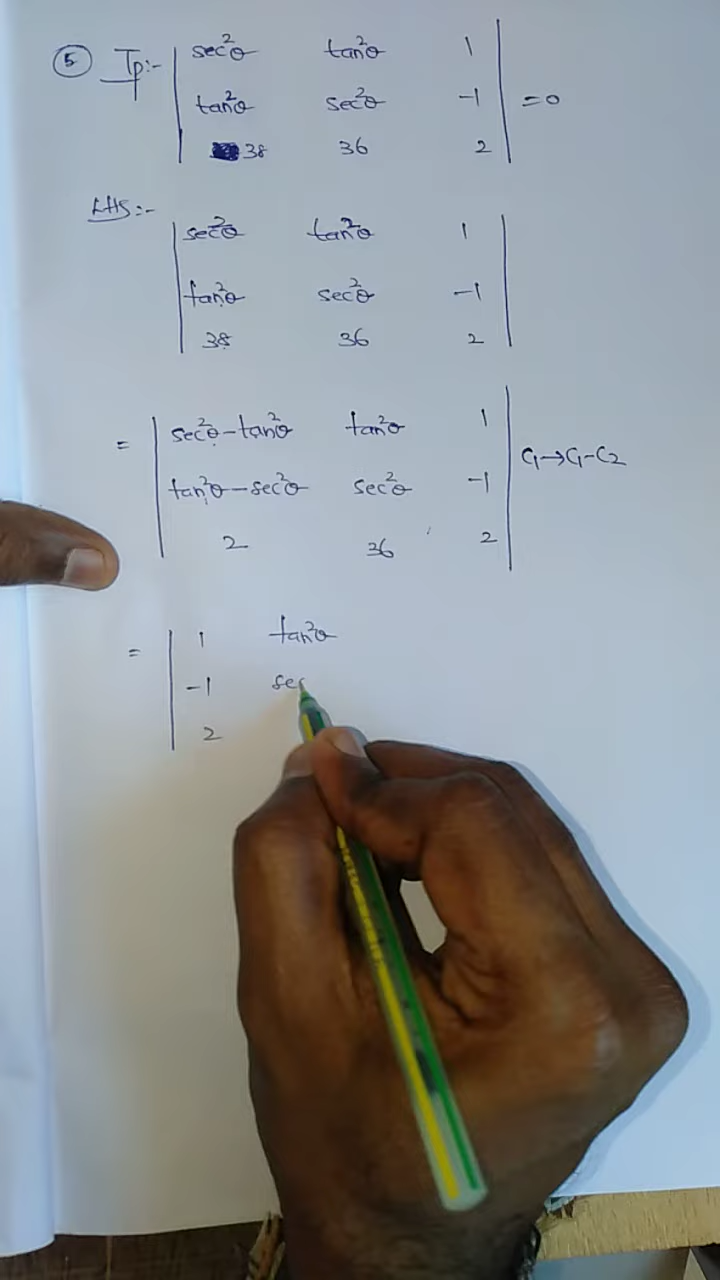 ⑤ Tp:- | sec²θ tan²θ 1 |
| tan²θ sec²θ -1 | =0
| 38 36 2 |
LHS:-
| sec²θ tan²θ 1 |
| tan²θ sec²θ -1 |
| 38 36 2 |
= | sec²θ-tan²θ tan²θ 1 | C₁→C₁-C₂
| tan²θ-sec²θ sec²θ -1 |
| 2 36 2 |
= | 1 tan²θ
| -1 sec
| 2